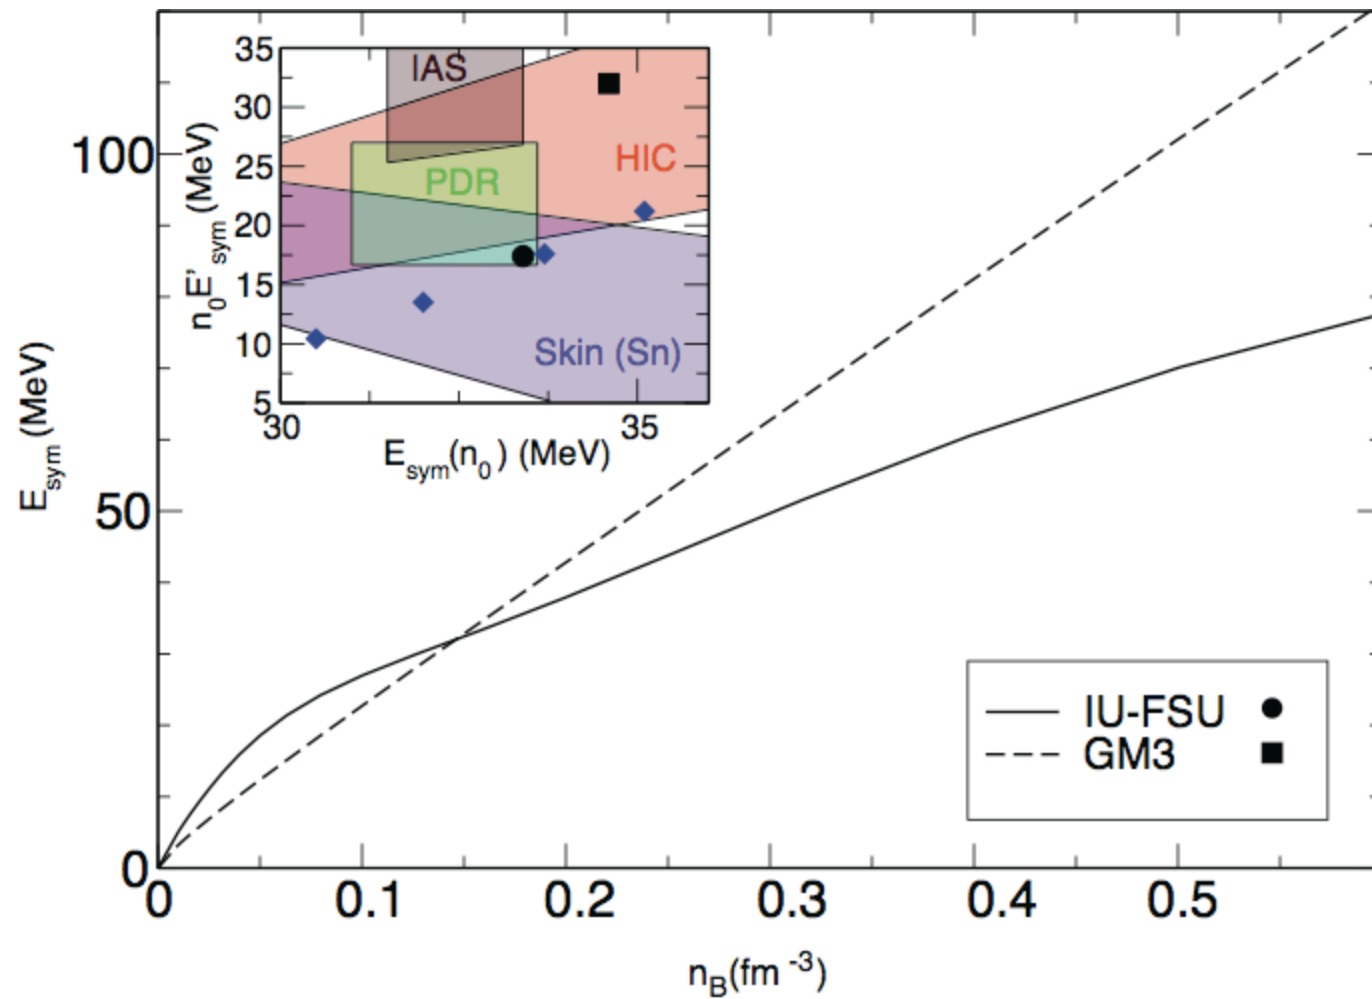 35
30
25
20
15
10
5
30
35
n0E'sym (MeV)
Esym(n0) (MeV)
IAS
PDR
HIC
Skin (Sn)
100
50
0
Esym (MeV)
IU-FSU
GM3
0
0.1
0.2
0.3
0.4
0.5
nB(fm -3)